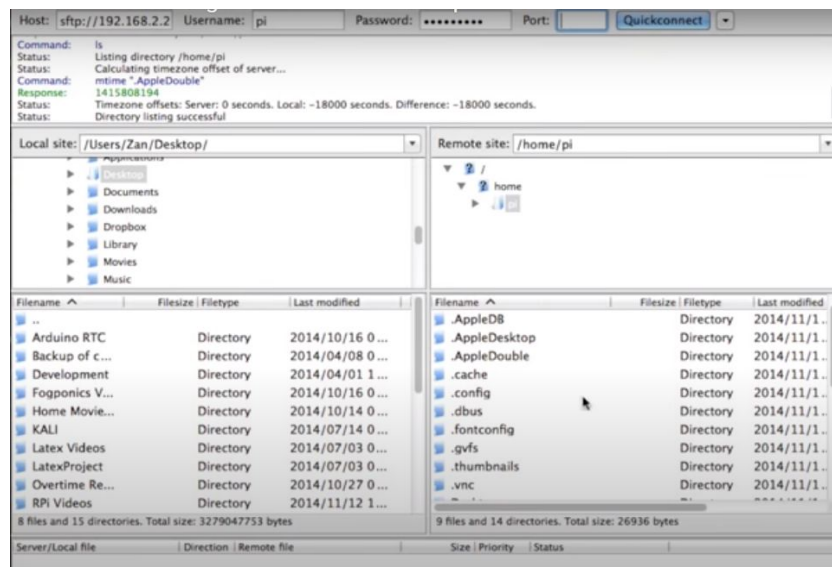 Host: sftp://192.168.2.2 Username: pi Password: ••••••••• Port: Quickconnect
Command: ls
Status: Listing directory /home/pi
Status: Calculating timezone offset of server...
Command: mtime ".AppleDouble"
Response: 1415808194
Status: Timezone offsets: Server: 0 seconds. Local: -18000 seconds. Difference: -18000 seconds.
Status: Directory listing successful
Local site: /Users/Zan/Desktop/
Applications
Desktop
Documents
Downloads
Dropbox
Library
Movies
Music
Remote site: /home/pi
/
home
pi
Filename Filesize Filetype Last modified
..
Arduino RTC Directory 2014/10/16 0...
Backup of c... Directory 2014/04/08 0...
Development Directory 2014/04/01 1...
Fogponics V... Directory 2014/10/16 0...
Home Movie... Directory 2014/10/14 0...
KALI Directory 2014/07/14 0...
Latex Videos Directory 2014/07/03 0...
LatexProject Directory 2014/07/03 0...
Overtime Re... Directory 2014/10/27 0...
RPi Videos Directory 2014/11/12 1...
8 files and 15 directories. Total size: 3279047753 bytes
Filename Filesize Filetype Last modified
.AppleDB Directory 2014/11/1..
.AppleDesktop Directory 2014/11/1..
.AppleDouble Directory 2014/11/1..
.cache Directory 2014/11/1..
.config Directory 2014/11/1..
.dbus Directory 2014/11/1..
.fontconfig Directory 2014/11/1..
.gvfs Directory 2014/11/1..
.thumbnails Directory 2014/11/1..
.vnc Directory 2014/11/1..
9 files and 14 directories. Total size: 26936 bytes
Server/Local file Direction Remote file Size Priority Status